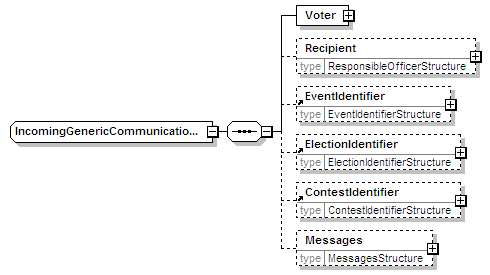 Voter
Recipient
type ResponsibleOfficerStructure
EventIdentifier
type EventIdentifierStructure
IncomingGenericCommunicatio...
ElectionIdentifier
type ElectionIdentifierStructure
ContestIdentifier
type ContestIdentifierStructure
Messages
type MessagesStructure